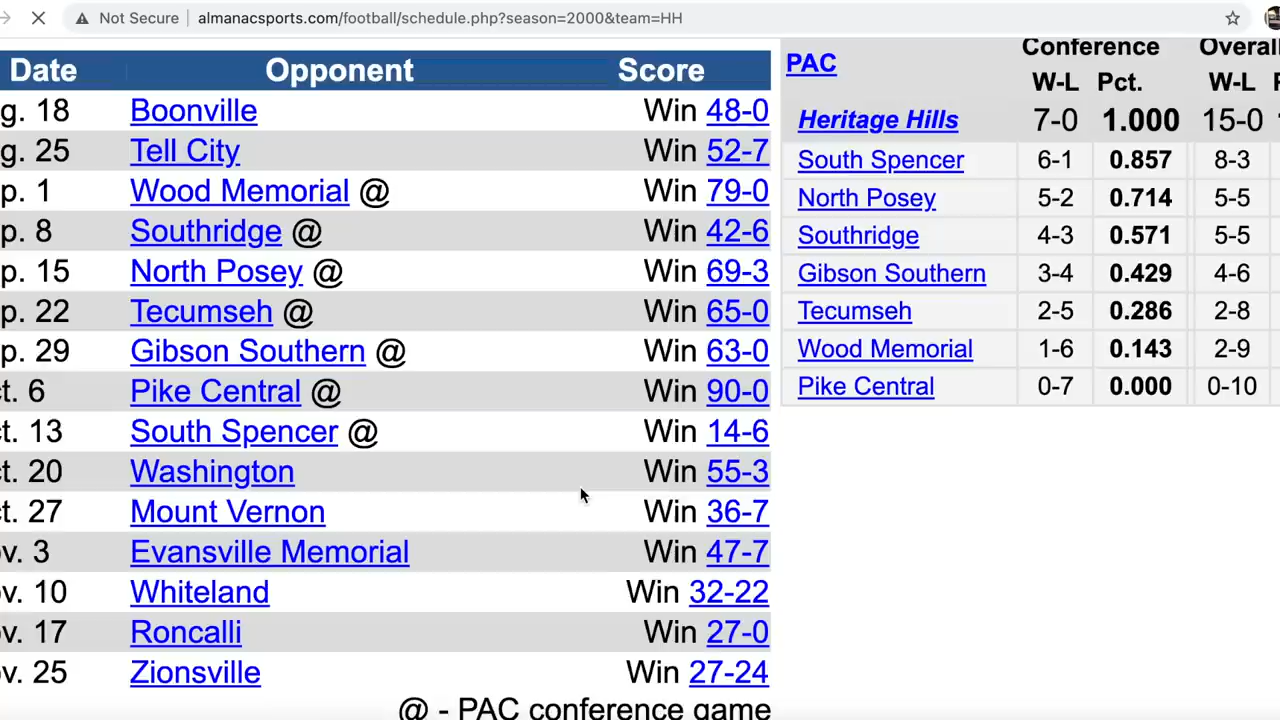 Not Secure almanacsports.com/football/schedule.php?season=2000&team=HH
Date Opponent Score
g. 18 Boonville Win 48-0
g. 25 Tell City Win 52-7
p. 1 Wood Memorial @ Win 79-0
p. 8 Southridge @ Win 42-6
p. 15 North Posey @ Win 69-3
p. 22 Tecumseh @ Win 65-0
p. 29 Gibson Southern @ Win 63-0
t. 6 Pike Central @ Win 90-0
t. 13 South Spencer @ Win 14-6
t. 20 Washington Win 55-3
t. 27 Mount Vernon Win 36-7
v. 3 Evansville Memorial Win 47-7
v. 10 Whiteland Win 32-22
v. 17 Roncalli Win 27-0
v. 25 Zionsville Win 27-24
@ - PAC conference game
Conference Overall
PAC W-L Pct. W-L
Heritage Hills 7-0 1.000 15-0
South Spencer 6-1 0.857 8-3
North Posey 5-2 0.714 5-5
Southridge 4-3 0.571 5-5
Gibson Southern 3-4 0.429 4-6
Tecumseh 2-5 0.286 2-8
Wood Memorial 1-6 0.143 2-9
Pike Central 0-7 0.000 0-10